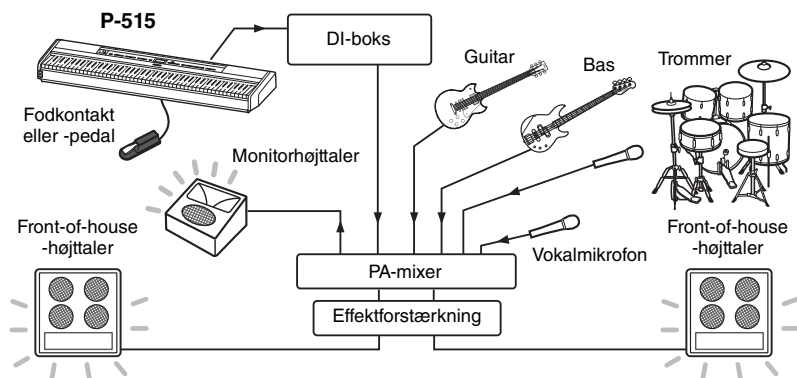 P-515
DI-boks
Guitar
Bas
Trommer
Fodkontakt
eller -pedal
Monitorhøjttaler
Front-of-house
-højttaler
Vokalmikrofon
Front-of-house
-højttaler
PA-mixer
Effektforstærkning